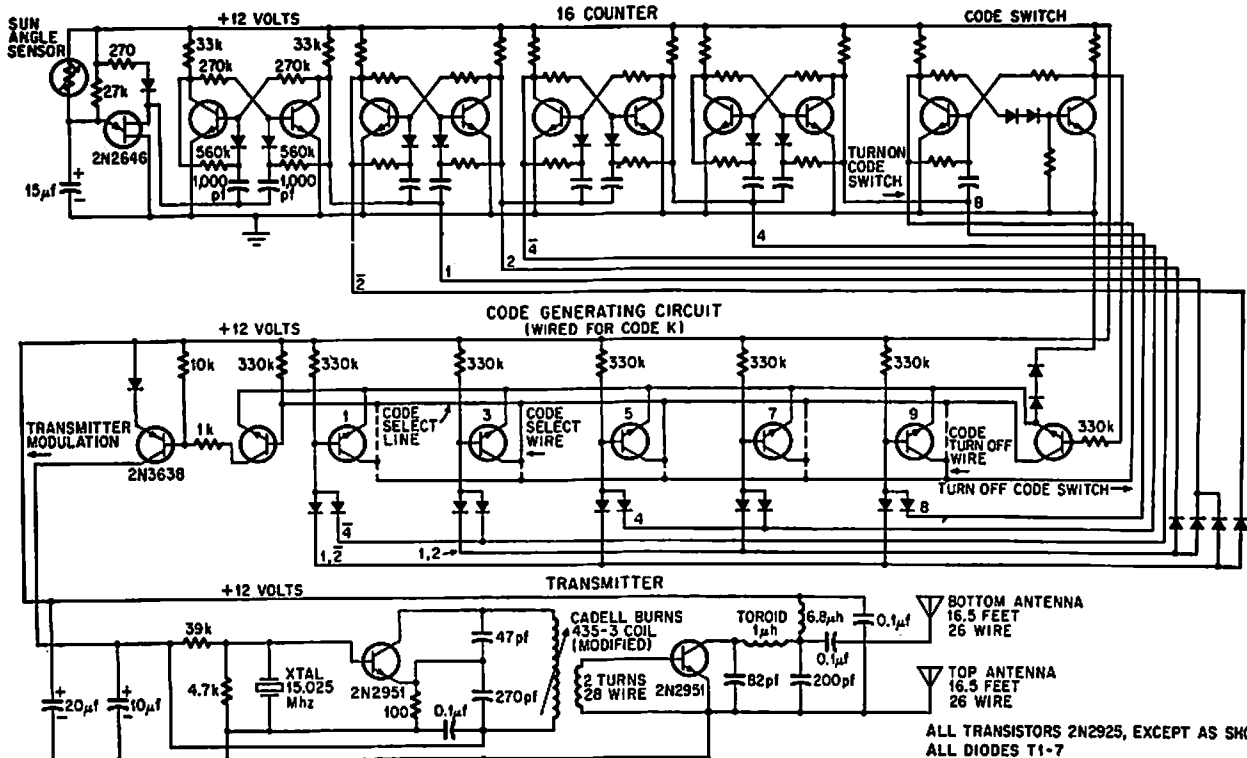 SUN
ANGLE
SENSOR
+12 VOLTS
16 COUNTER
CODE SWITCH
270
33k
33k
270k
270k
27k
2N2646
560k
560k
1,000
pf
1,000
pf
15µf
+
-
TURN ON
CODE
SWITCH
8
4
4
2
1
2
CODE GENERATING CIRCUIT
(WIRED FOR CODE K)
+12 VOLTS
10k
330k
330k
330k
330k
330k
330k
TRANSMITTER
MODULATION
2N3638
1k
1
CODE
SELECT
LINE
3
CODE
SELECT
WIRE
5
7
9
CODE
TURN OFF
WIRE
330k
TURN OFF CODE SWITCH
4̅
1,2̅
1,2
4
8
+12 VOLTS
TRANSMITTER
39k
4.7k
XTAL
15.025
Mhz
2N2951
100
0.1µf
47pf
270pf
CADELL BURNS
435-3 COIL
(MODIFIED)
2 TURNS
28 WIRE
2N2951
TOROID
1µh
6.8µh
82pf
200pf
0.1µf
0.1µf
BOTTOM ANTENNA
16.5 FEET
26 WIRE
TOP ANTENNA
16.5 FEET
26 WIRE
+
20µf
-
+
10µf
-
ALL TRANSISTORS 2N2925, EXCEPT AS SHO
ALL DIODES T1-7